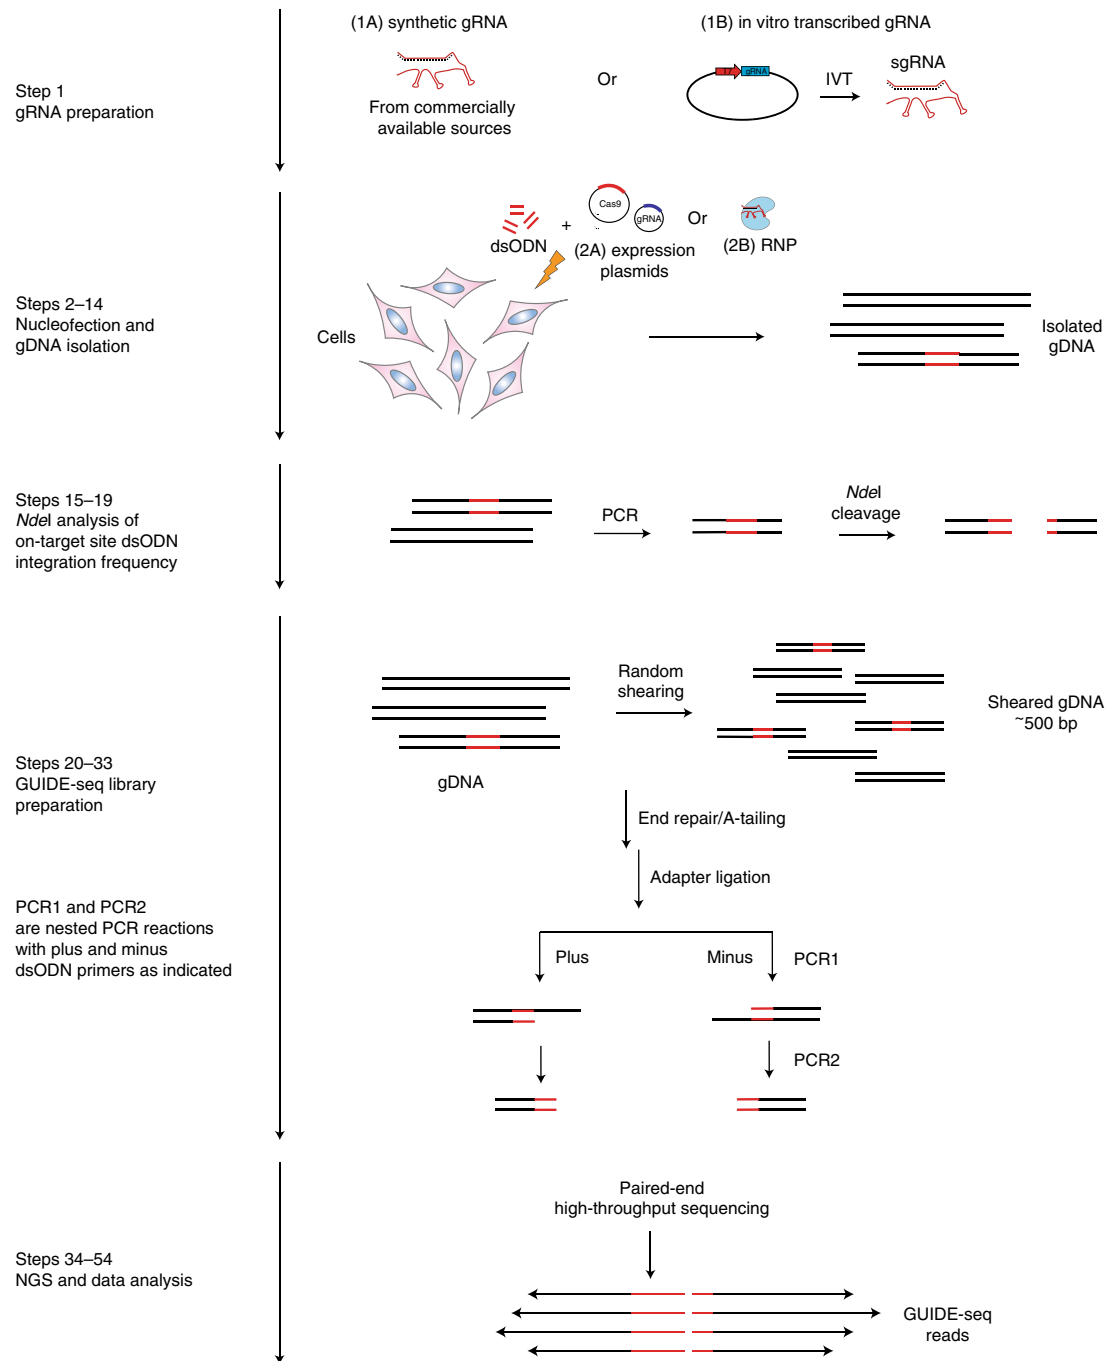 (1A) synthetic gRNA
(1B) in vitro transcribed gRNA
Step 1
gRNA preparation
From commercially
available sources
Or
T7
gRNA
IVT
sgRNA
Steps 2–14
Nucleofection and
gDNA isolation
dsODN
+
Cas9
gRNA
(2A) expression
plasmids
Or
(2B) RNP
Cells
Isolated
gDNA
Steps 15–19
NdeI analysis of
on-target site dsODN
integration frequency
PCR
NdeI
cleavage
Steps 20–33
GUIDE-seq library
preparation
gDNA
Random
shearing
Sheared gDNA
~500 bp
End repair/A-tailing
Adapter ligation
PCR1 and PCR2
are nested PCR reactions
with plus and minus
dsODN primers as indicated
Plus
Minus
PCR1
PCR2
Steps 34–54
NGS and data analysis
Paired-end
high-throughput sequencing
GUIDE-seq
reads